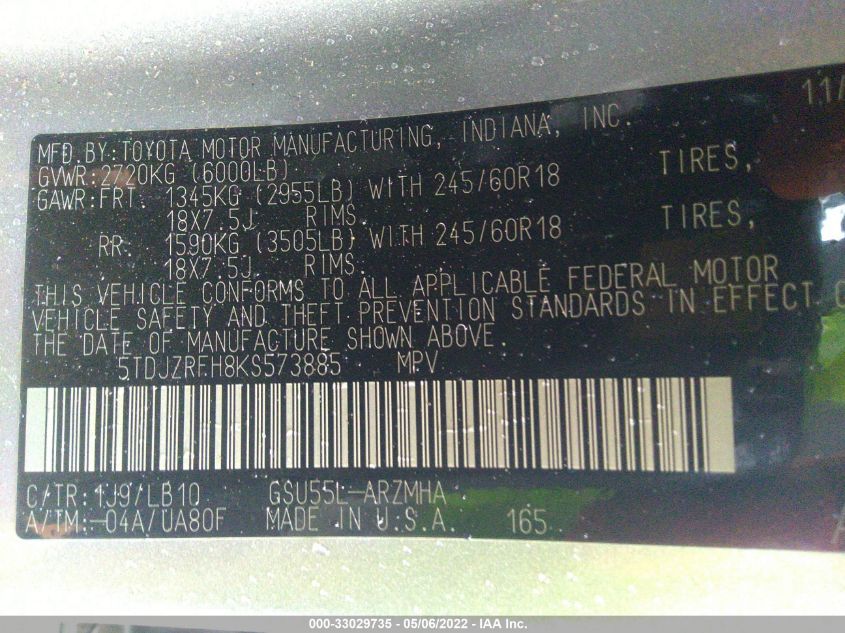 11/
MFD. BY: TOYOTA MOTOR MANUFACTURING, INDIANA, INC.
GVWR: 2720KG (6000LB)
GAWR: FRT. 1345KG (2955LB) WITH 245/60R18 TIRES,
18X7.5J RIMS.
RR. 1590KG (3505LB) WITH 245/60R18 TIRES,
18X7.5J RIMS.
THIS VEHICLE CONFORMS TO ALL APPLICABLE FEDERAL MOTOR
VEHICLE SAFETY AND THEFT PREVENTION STANDARDS IN EFFECT
THE DATE OF MANUFACTURE SHOWN ABOVE.
5TDJZRFH8KS573885 MPV
C/TR: 1J9/LB10 GSU55L-ARZMHA
A/TM: -04A/UA80F MADE IN U.S.A. 165
000-33029735 - 05/06/2022 - IAA Inc.